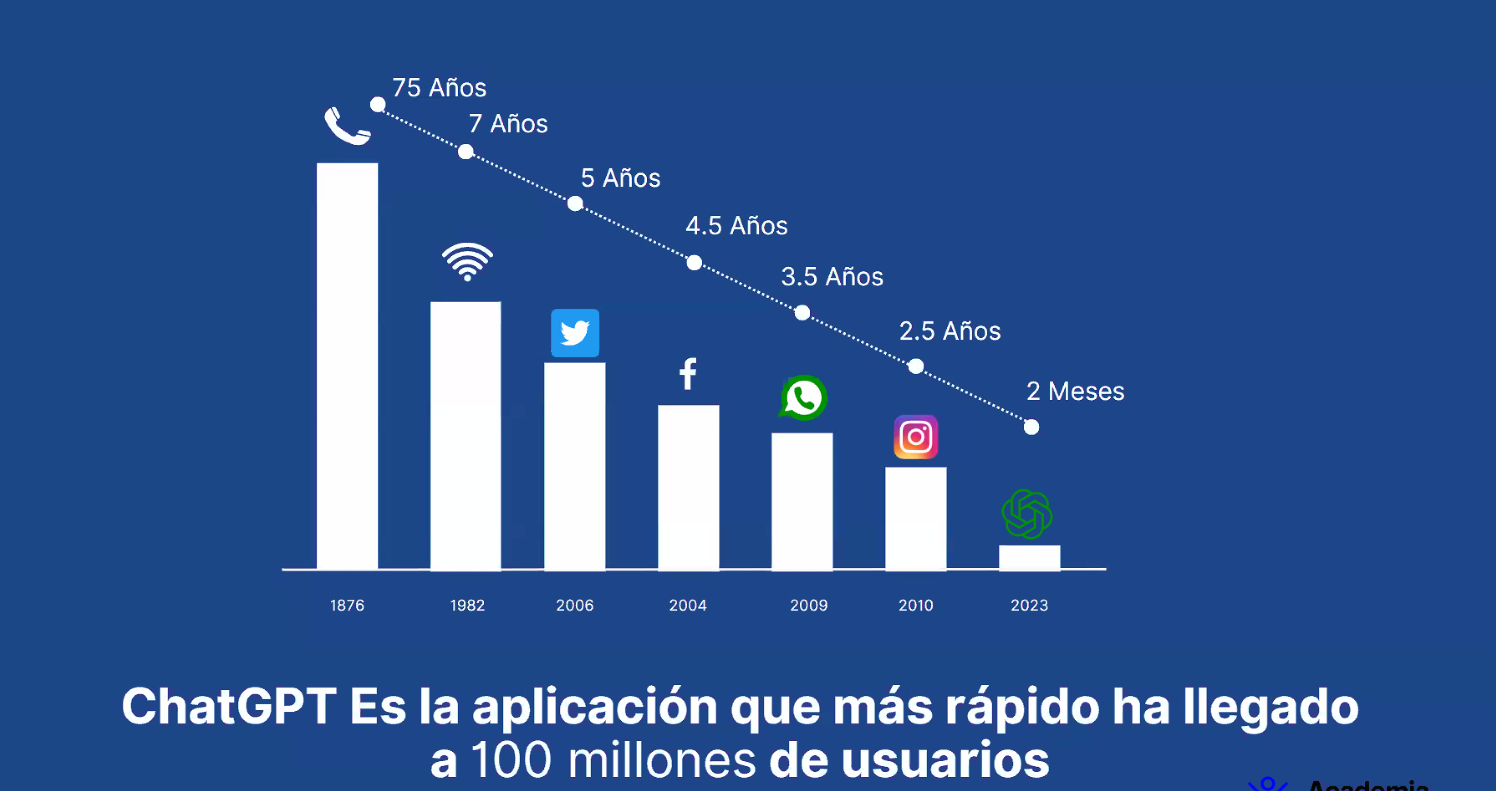 75 Años
7 Años
5 Años
4.5 Años
3.5 Años
2.5 Años
2 Meses
1876
1982
2006
2004
2009
2010
2023
ChatGPT Es la aplicación que más rápido ha llegado
a 100 millones de usuarios
Academia